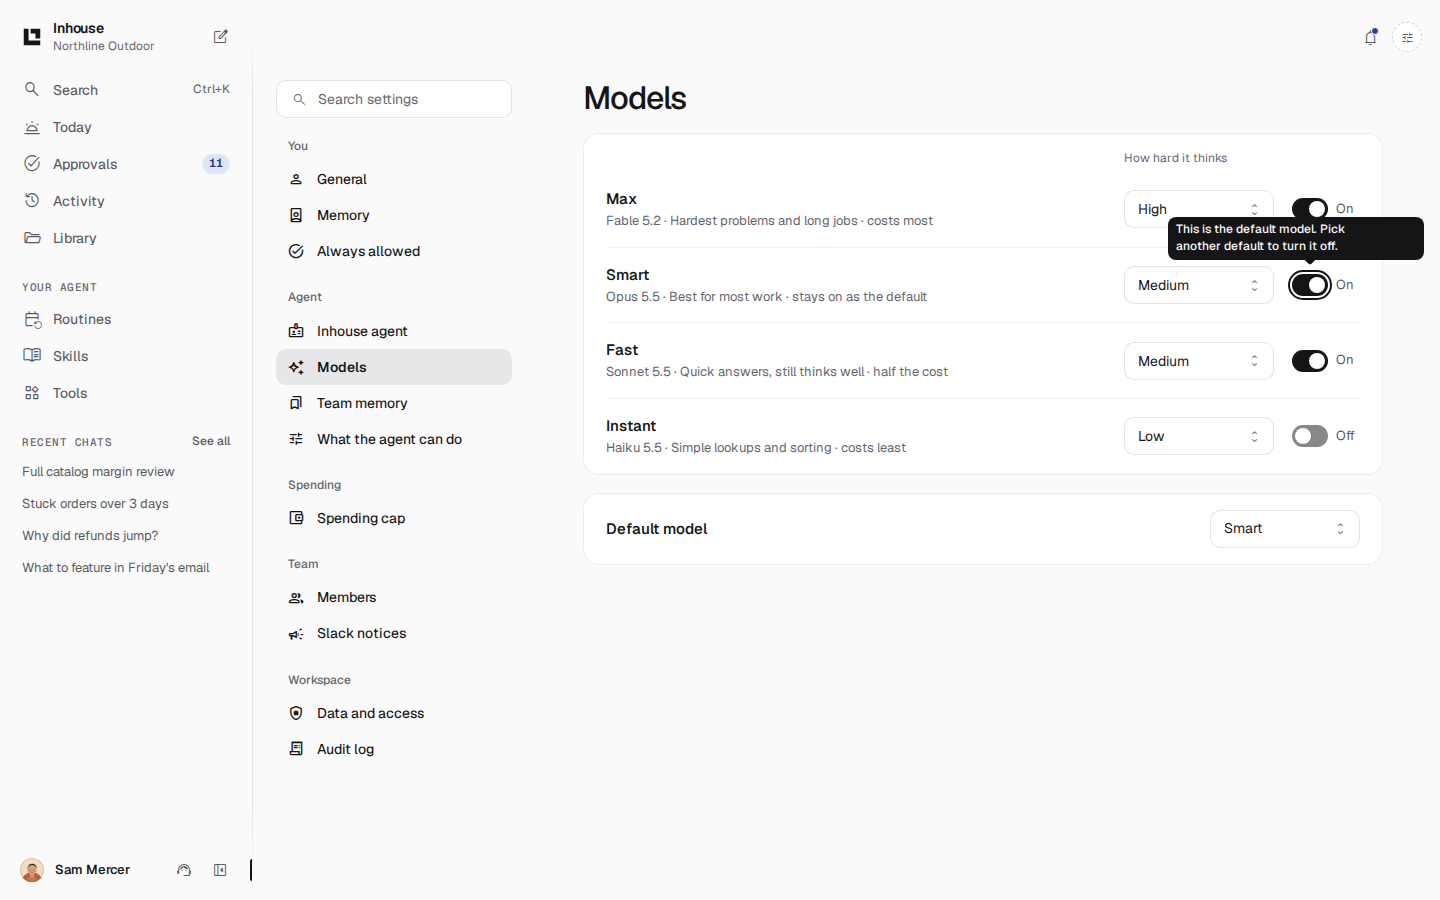 Inhouse
Northline Outdoor
Search
Ctrl+K
Today
Approvals
11
Activity
Library
YOUR AGENT
Routines
Skills
Tools
RECENT CHATS
See all
Full catalog margin review
Stuck orders over 3 days
Why did refunds jump?
What to feature in Friday's email
Sam Mercer
Search settings
You
General
Memory
Always allowed
Agent
Inhouse agent
Models
Team memory
What the agent can do
Spending
Spending cap
Team
Members
Slack notices
Workspace
Data and access
Audit log
Models
How hard it thinks
Max
Fable 5.2 · Hardest problems and long jobs · costs most
High
On
This is the default model. Pick
another default to turn it off.
Smart
Opus 5.5 · Best for most work · stays on as the default
Medium
On
Fast
Sonnet 5.5 · Quick answers, still thinks well · half the cost
Medium
On
Instant
Haiku 5.5 · Simple lookups and sorting · costs least
Low
Off
Default model
Smart